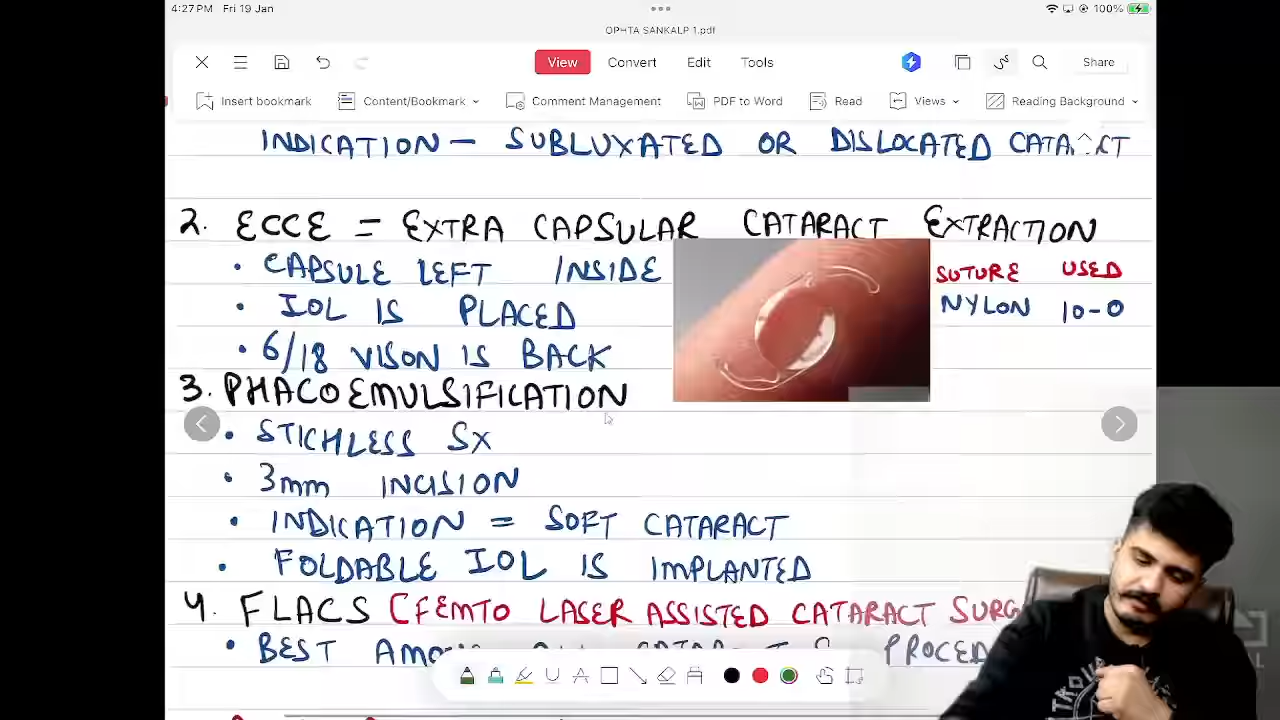 4:27 PM Fri 19 Jan
100%
OPHTA SANKALP 1.pdf
View Convert Edit Tools Share
Insert bookmark Content/Bookmark Comment Management PDF to Word Read Views Reading Background
INDICATION - SUBLUXATED OR DISLOCATED
2. ECCE = EXTRA CAPSULAR CATARACT EXTRACTION
• CAPSULE LEFT INSIDE
SUTURE USED
• IOL IS PLACED
NYLON 10-0
• 6/18 VISON IS BACK
3. PHACOEMULSIFICATION
• STICHLESS SX
• 3mm INCISION
• INDICATION = SOFT CATARACT
• FOLDABLE IOL IS IMPLANTED
4. FLACS (FEMTO LASER ASSISTED CATARACT SURG
• BEST